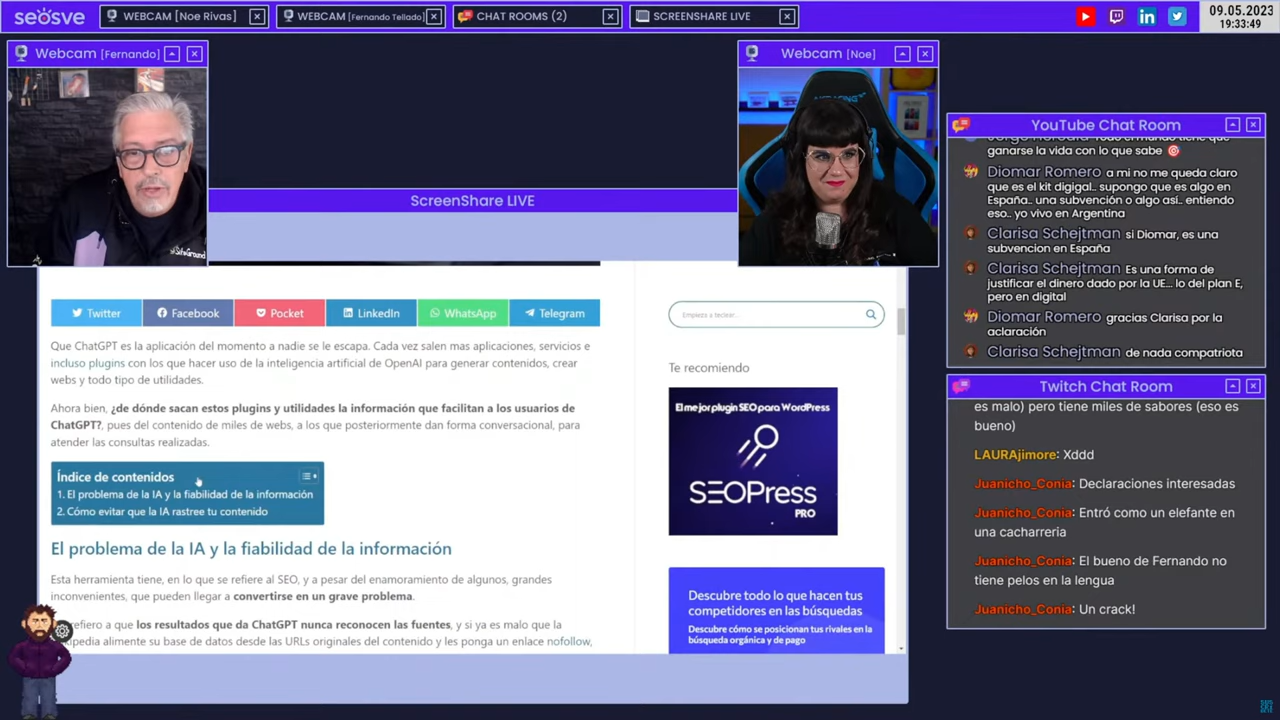 seosve
WEBCAM [Noe Rivas]
WEBCAM [Fernando Tellado]
CHAT ROOMS (2)
SCREENSHARE LIVE
09.05.2023
19:33:49
Webcam [Fernando]
Webcam [Noe]
ScreenShare LIVE
Twitter
Facebook
Pocket
LinkedIn
WhatsApp
Telegram
Que ChatGPT es la aplicación del momento a nadie se le escapa. Cada vez salen mas aplicaciones, servicios e
incluso plugins con los que hacer uso de la inteligencia artificial de OpenAI para generar contenidos, crear
webs y todo tipo de utilidades.
Ahora bien, ¿de dónde sacan estos plugins y utilidades la información que facilitan a los usuarios de
ChatGPT?, pues del contenido de miles de webs, a los que posteriormente dan forma conversacional, para
atender las consultas realizadas.
Índice de contenidos
1. El problema de la IA y la fiabilidad de la información
2. Cómo evitar que la IA rastree tu contenido
El problema de la IA y la fiabilidad de la información
Esta herramienta tiene, en lo que se refiere al SEO, y a pesar del enamoramiento de algunos, grandes
inconvenientes, que pueden llegar a convertirse en un grave problema.
refiero a que los resultados que da ChatGPT nunca reconocen las fuentes, y si ya es malo que la
pedia alimente su base de datos desde las URLs originales del contenido y les ponga un enlace nofollow,
Empieza a teclear...
Te recomiendo
El mejor plugin SEO para WordPress
SEOPress
PRO
Descubre todo lo que hacen tus
competidores en las búsquedas
Descubre cómo se posicionan tus rivales en la
búsqueda orgánica y de pago
YouTube Chat Room
ganarse la vida con lo que sabe 🎯
Diomar Romero a mi no me queda claro
que es el kit digigal.. supongo que es algo en
España.. una subvención o algo así.. entiendo
eso.. yo vivo en Argentina
Clarisa Schejtman si Diomar, es una
subvencion en España
Clarisa Schejtman Es una forma de
justificar el dinero dado por la UE... lo del plan E,
pero en digital
Diomar Romero gracias Clarisa por la
aclaración
Clarisa Schejtman de nada compatriota
Twitch Chat Room
es malo) pero tiene miles de sabores (eso es
bueno)
LAURAjimore: Xddd
Juanicho_Conia: Declaraciones interesadas
Juanicho_Conia: Entró como un elefante en
una cacharreria
Juanicho_Conia: El bueno de Fernando no
tiene pelos en la lengua
Juanicho_Conia: Un crack!